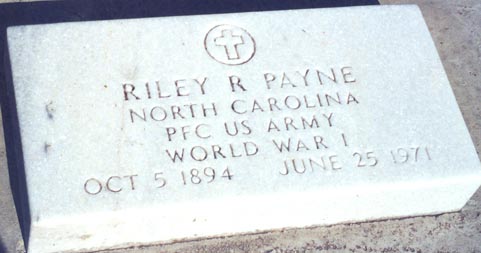 RILEY R PAYNE
NORTH CAROLINA
PFC US ARMY
WORLD WAR I
OCT 5 1894 JUNE 25 1971